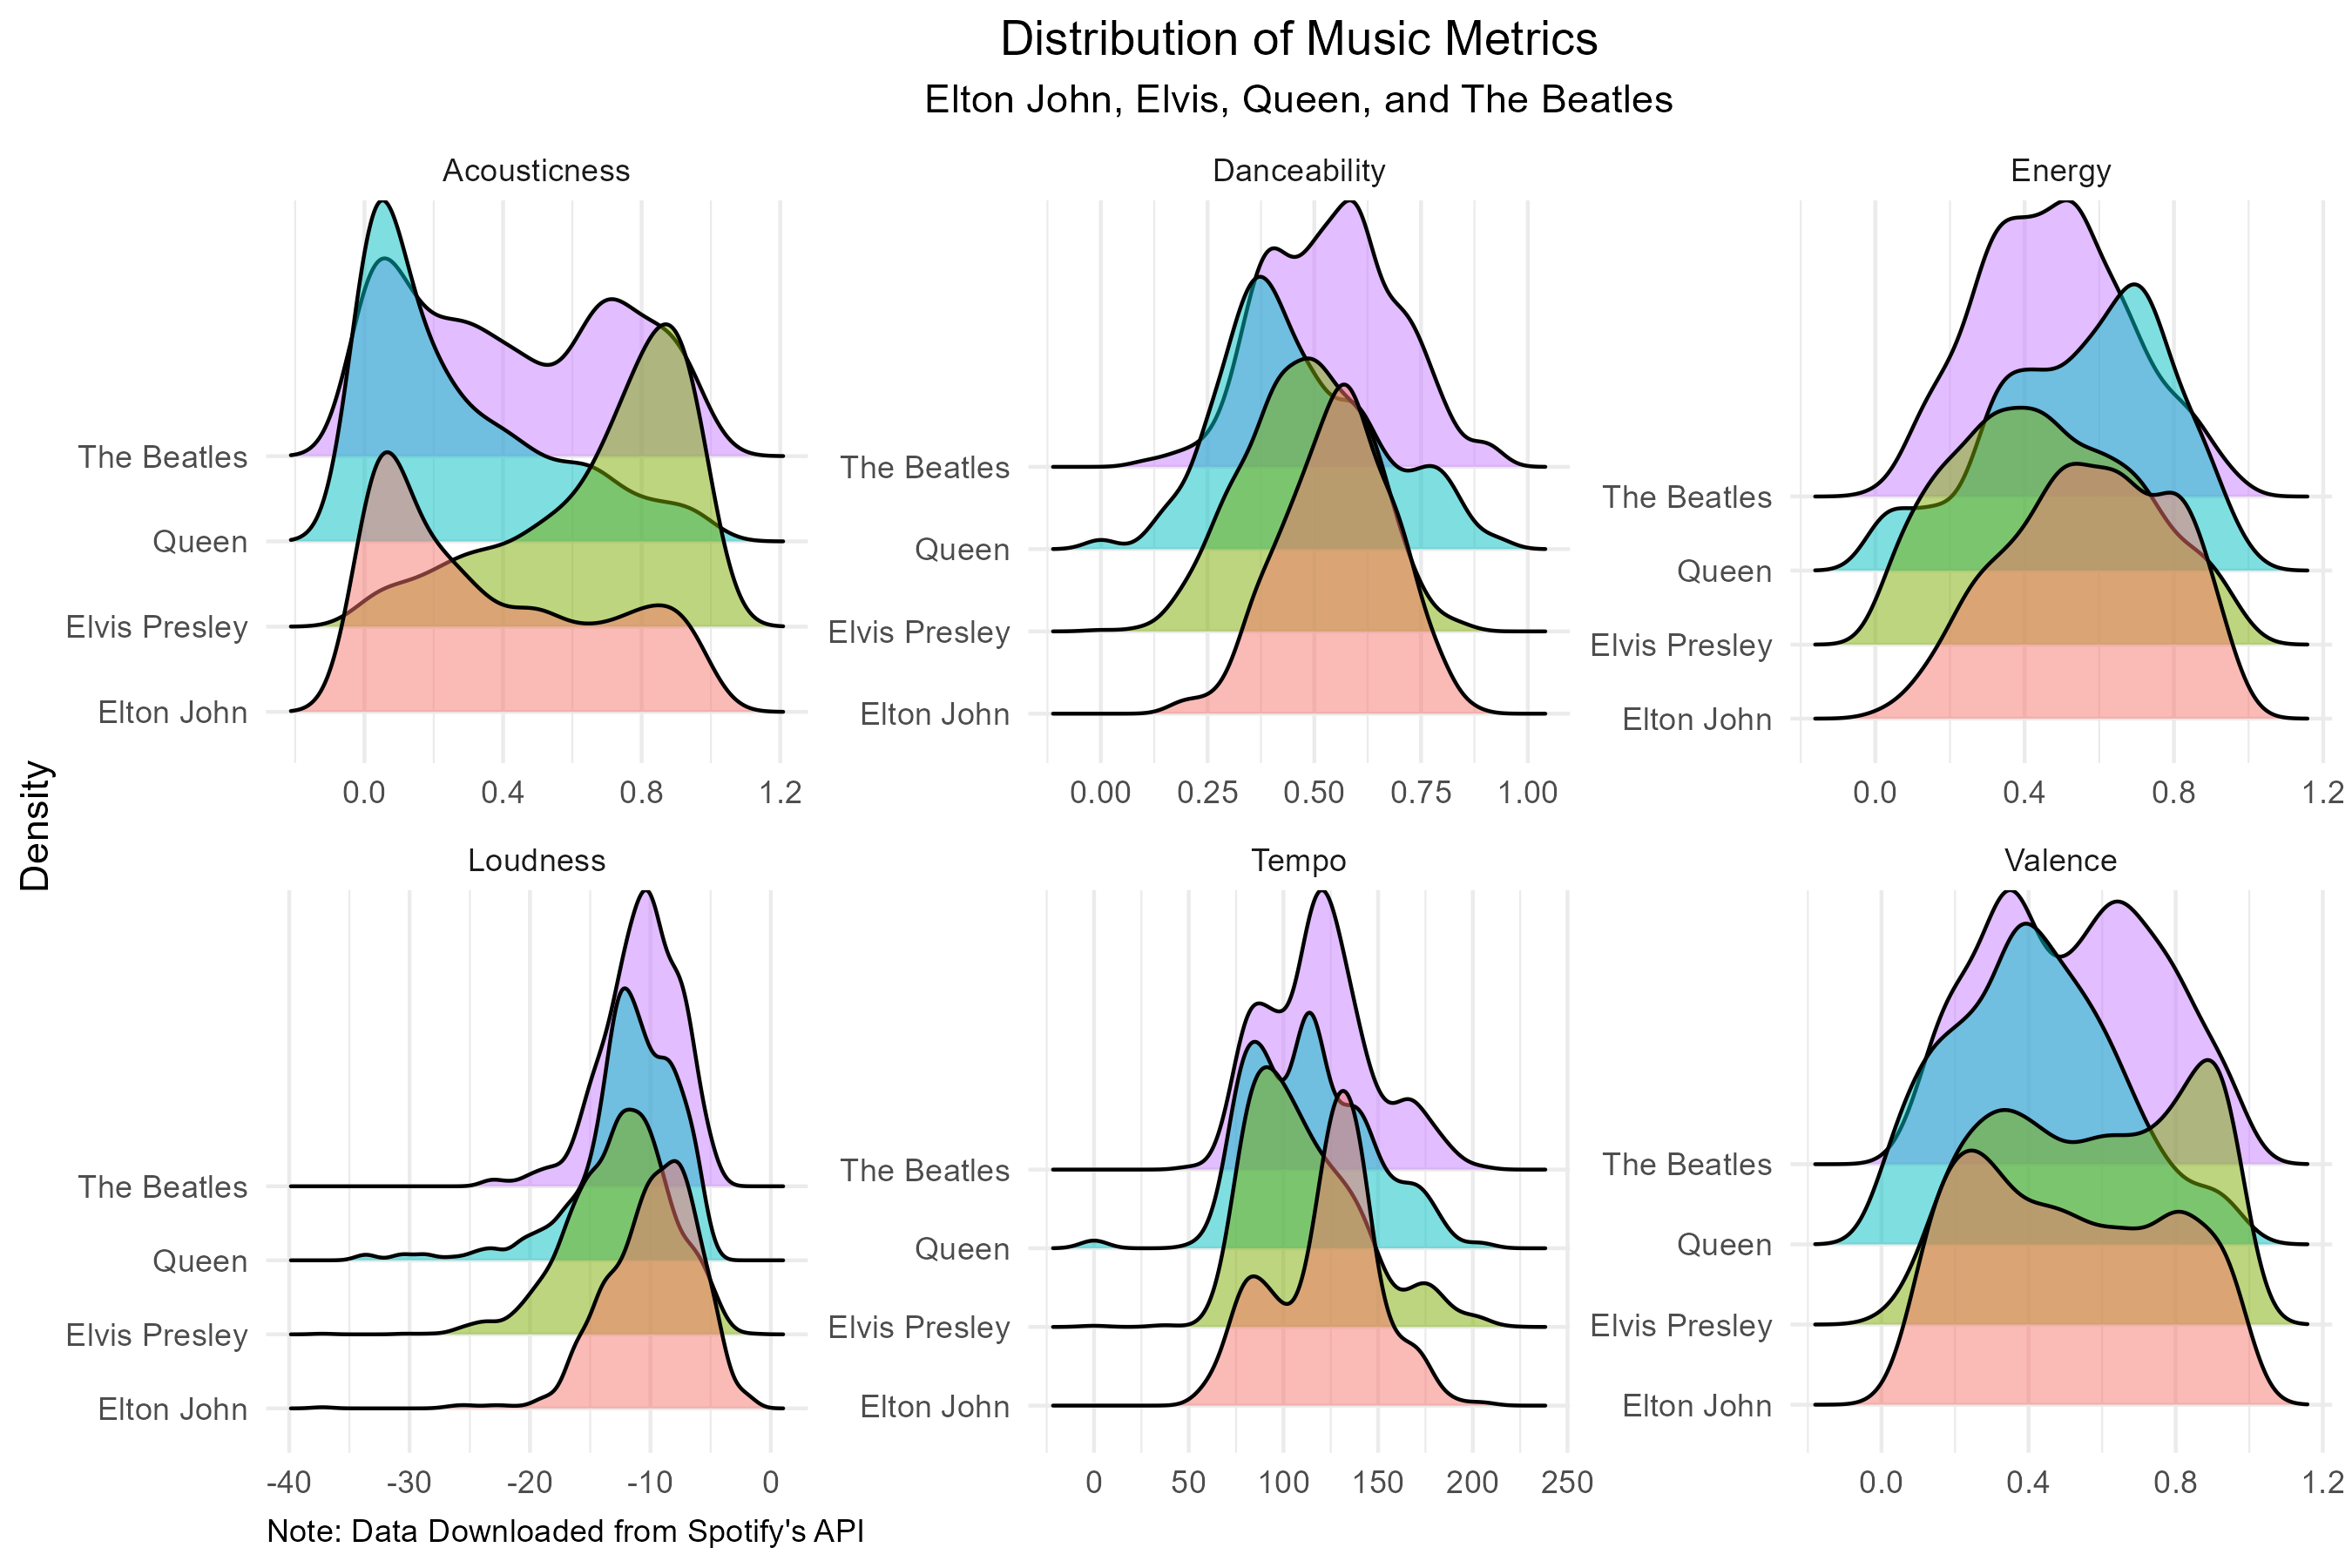 Distribution of Music Metrics
Elton John, Elvis, Queen, and The Beatles
Density
Acousticness
The Beatles
Queen
Elvis Presley
Elton John
0.0 0.4 0.8 1.2
Danceability
The Beatles
Queen
Elvis Presley
Elton John
0.00 0.25 0.50 0.75 1.00
Energy
The Beatles
Queen
Elvis Presley
Elton John
0.0 0.4 0.8 1.2
Loudness
The Beatles
Queen
Elvis Presley
Elton John
-40 -30 -20 -10 0
Tempo
The Beatles
Queen
Elvis Presley
Elton John
0 50 100 150 200 250
Valence
The Beatles
Queen
Elvis Presley
Elton John
0.0 0.4 0.8 1.2
Note: Data Downloaded from Spotify's API